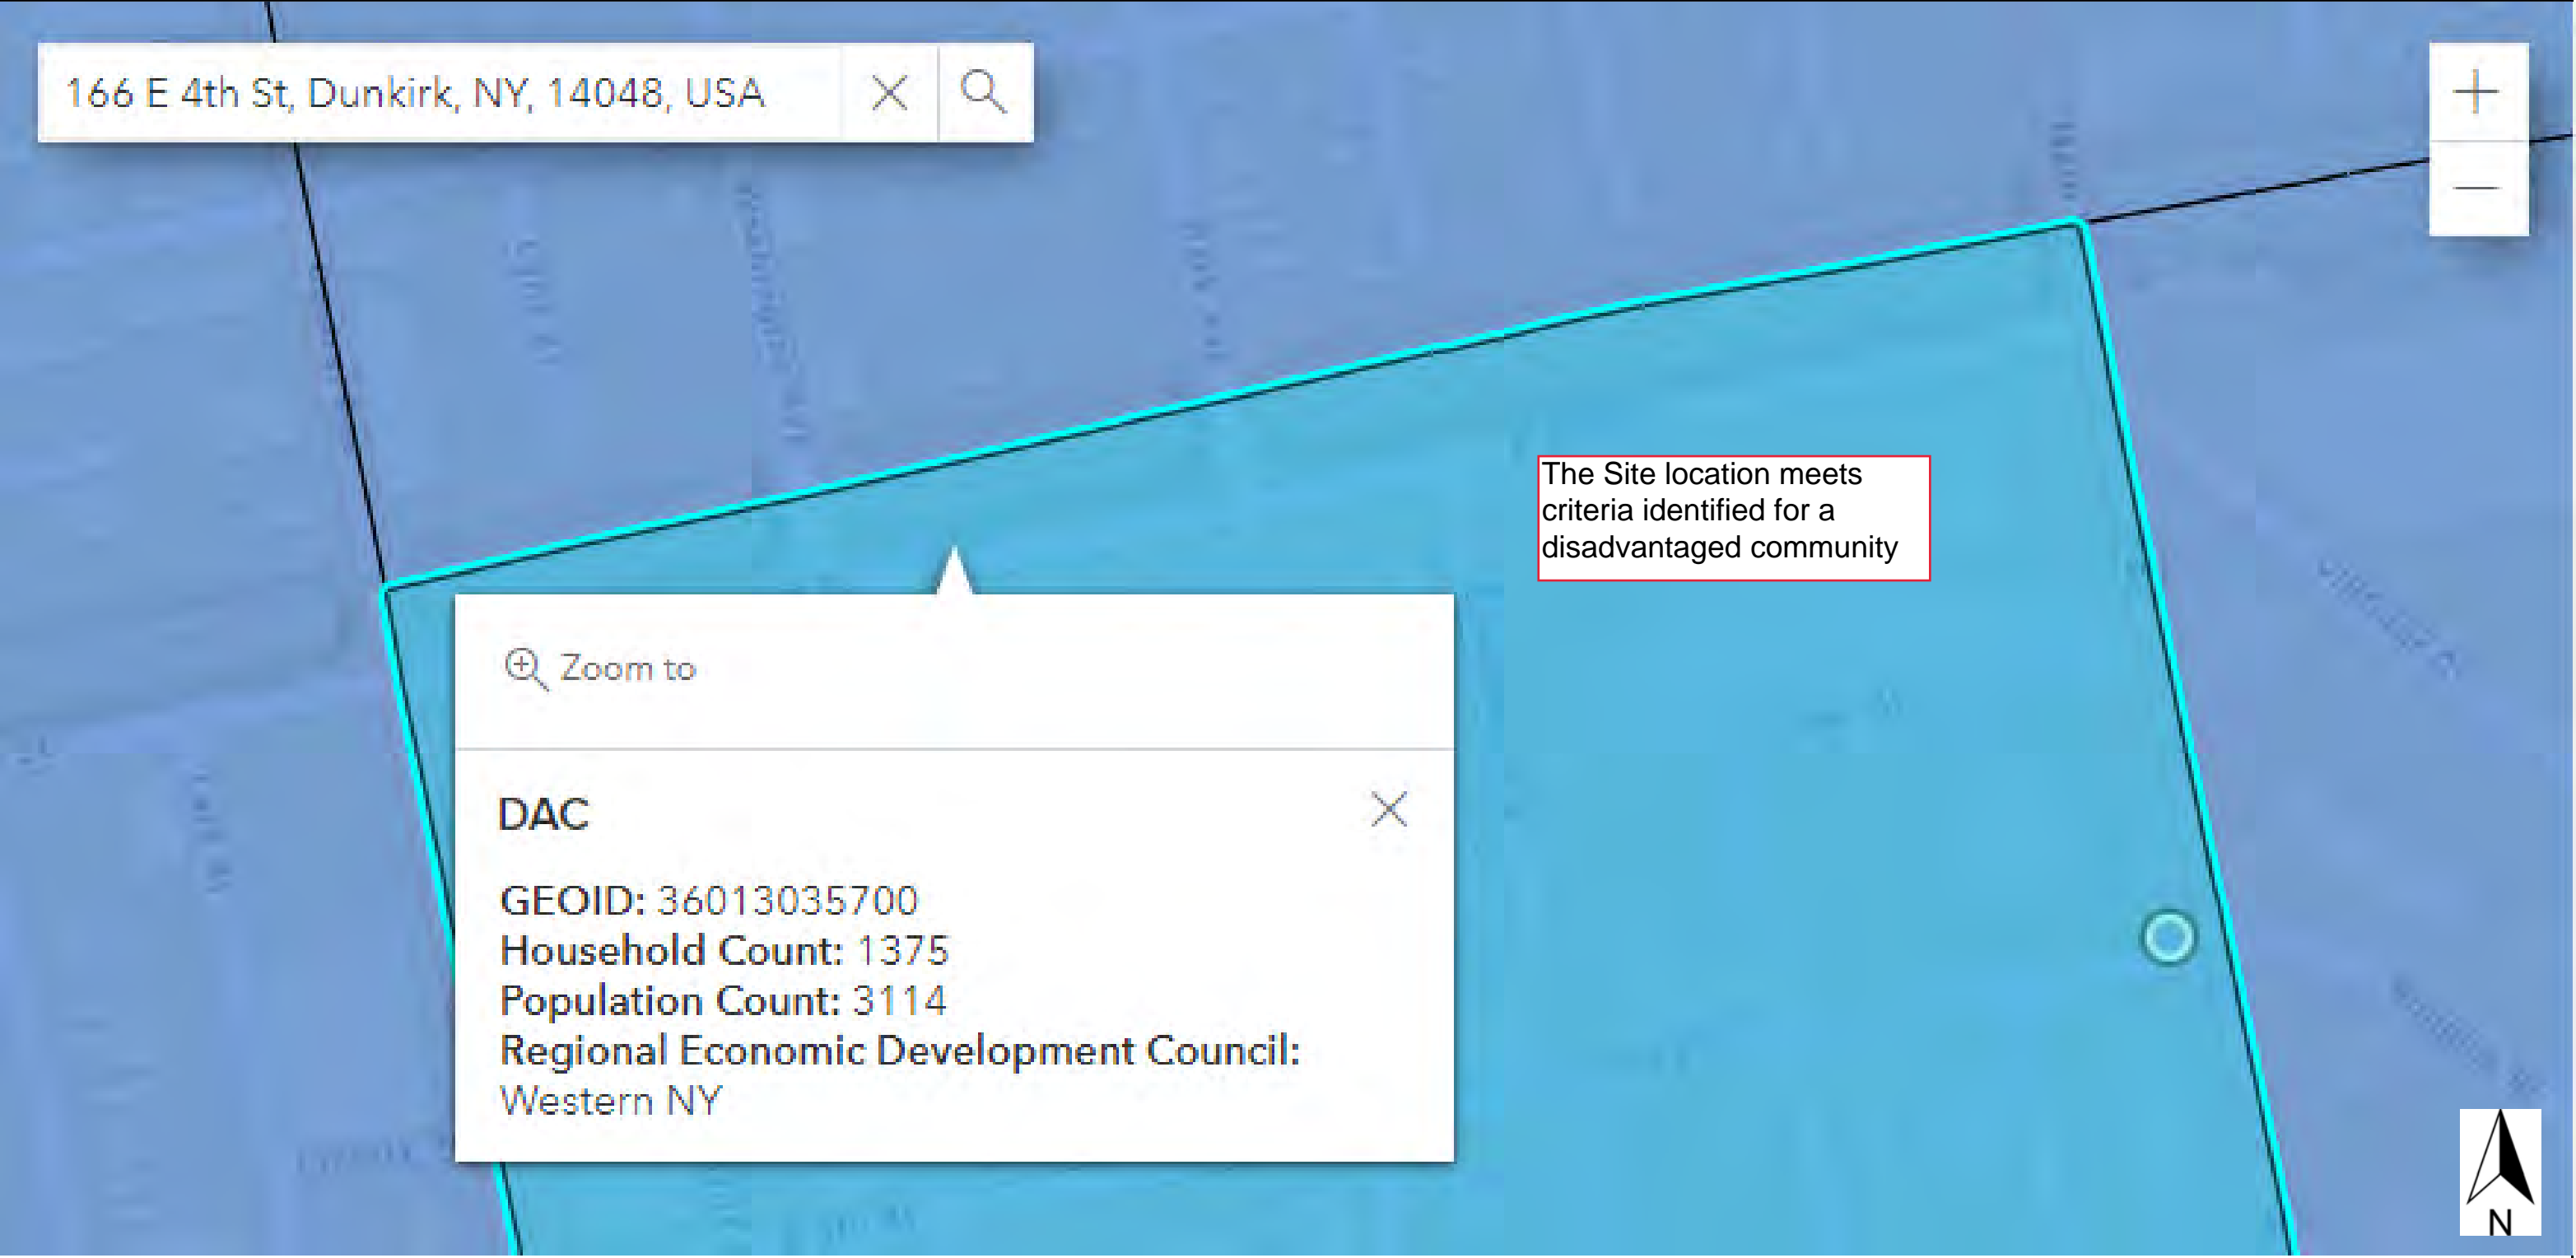 166 E 4th St, Dunkirk, NY, 14048, USA
The Site location meets
criteria identified for a
disadvantaged community
Zoom to
DAC
GEOID: 36013035700
Household Count: 1375
Population Count: 3114
Regional Economic Development Council:
Western NY
N